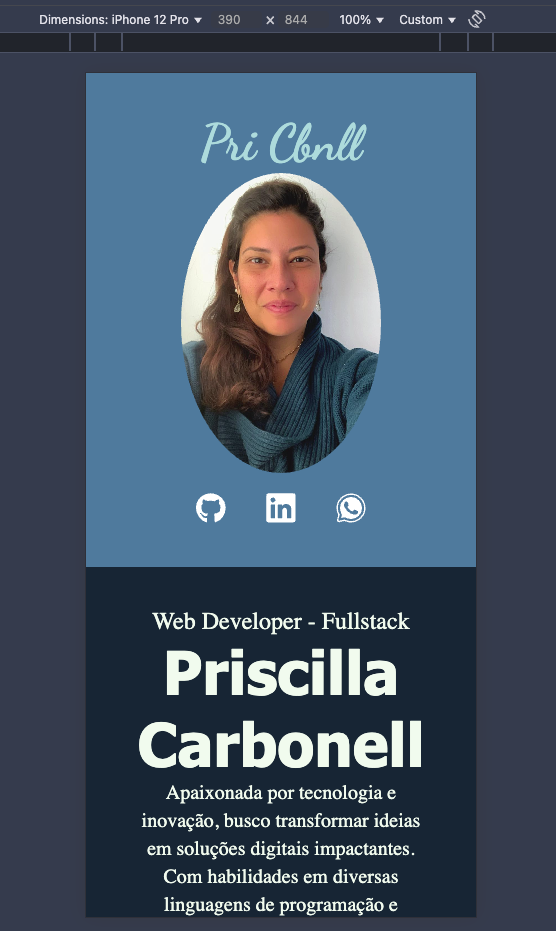 Dimensions: iPhone 12 Pro 390 × 844 100% Custom
Pri Cbnll
in
Web Developer - Fullstack
Priscilla
Carbonell
Apaixonada por tecnologia e
inovação, busco transformar ideias
em soluções digitais impactantes.
Com habilidades em diversas
linguagens de programação e